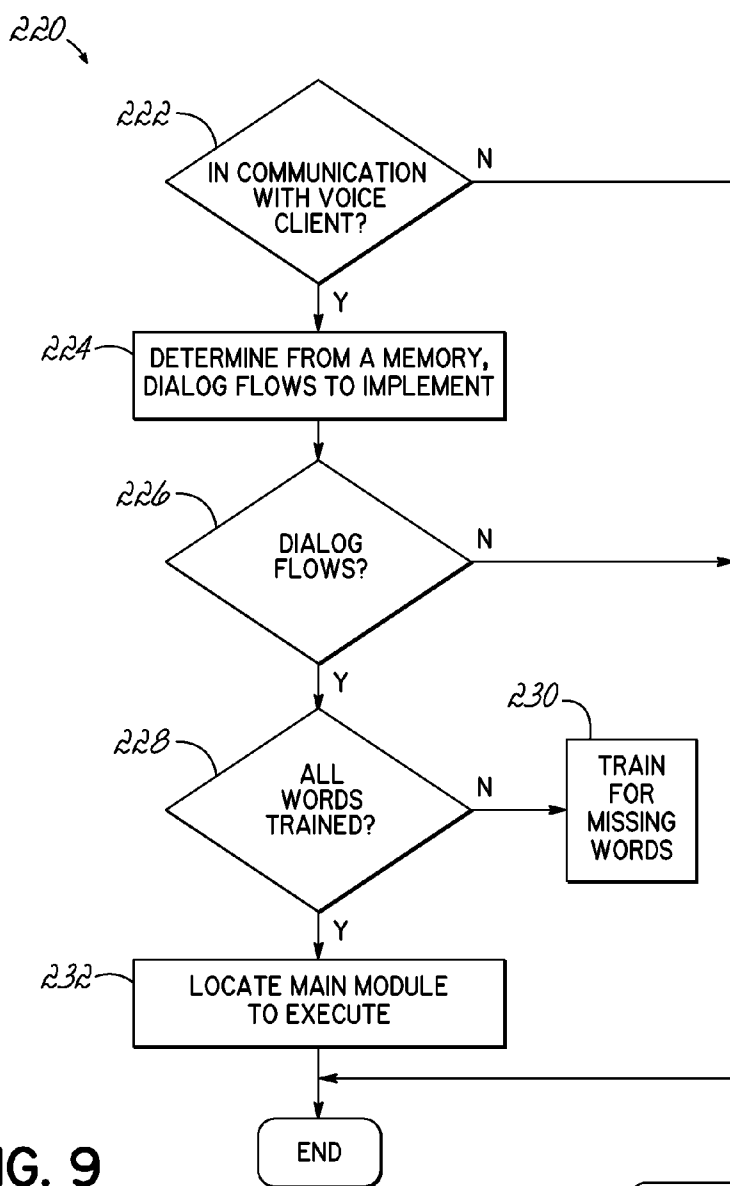 220
222
IN COMMUNICATION
WITH VOICE
CLIENT?
N
Y
224
DETERMINE FROM A MEMORY,
DIALOG FLOWS TO IMPLEMENT
226
DIALOG
FLOWS?
N
Y
228
ALL
WORDS
TRAINED?
N
230
TRAIN
FOR
MISSING
WORDS
Y
232
LOCATE MAIN MODULE
TO EXECUTE
END
IG. 9